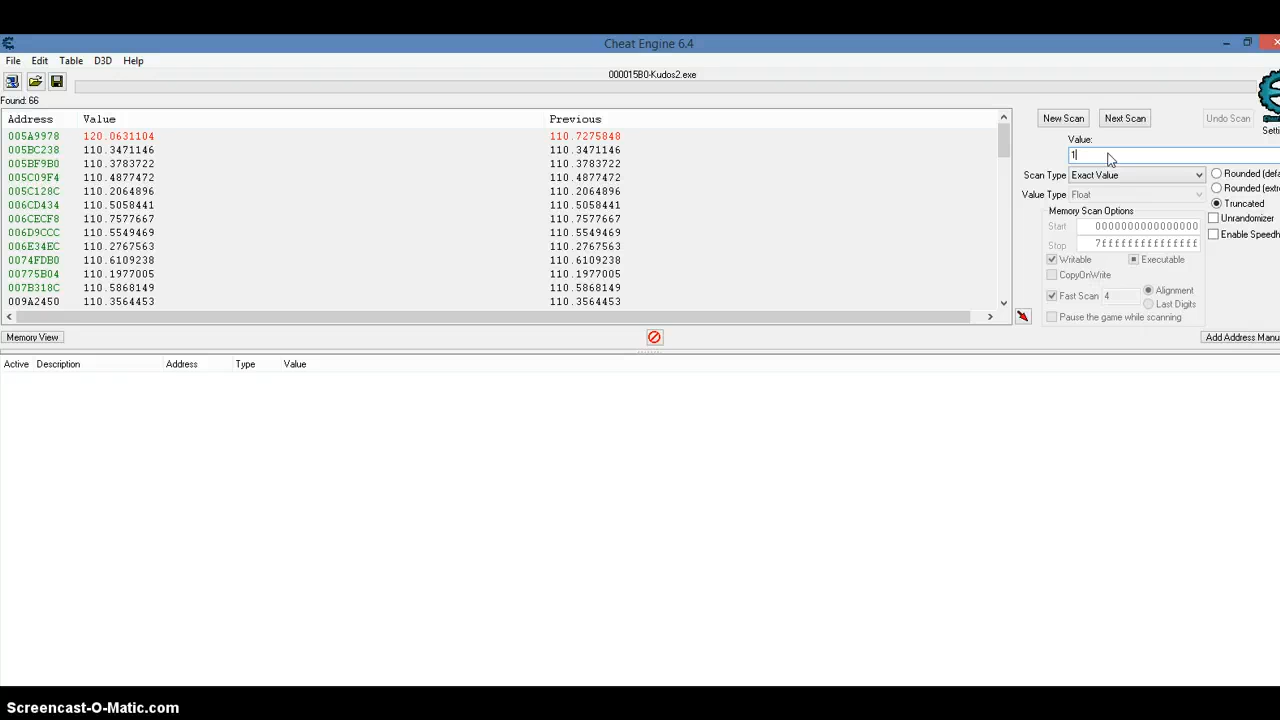 Cheat Engine 6.4
File Edit Table D3D Help
000015B0-Kudos2.exe
Found: 66
Address Value Previous
005A9978 120.0631104 110.7275848
005BC238 110.3471146 110.3471146
005BF9B0 110.3783722 110.3783722
005C09F4 110.4877472 110.4877472
005C128C 110.2064896 110.2064896
006CD434 110.5058441 110.5058441
006CECF8 110.7577667 110.7577667
006D9CCC 110.5549469 110.5549469
006E34EC 110.2767563 110.2767563
0074FDB0 110.6109238 110.6109238
00775B04 110.1977005 110.1977005
007B318C 110.5868149 110.5868149
009A2450 110.3564453 110.3564453
New Scan Next Scan Undo Scan
Setti
Value:
1
Scan Type Exact Value
Value Type Float
Rounded (defa
Rounded (extre
Truncated
Unrandomizer
Enable Speedh
Memory Scan Options
Start 0000000000000000
Stop 7fffffffffffffff
Writable Executable
CopyOnWrite
Fast Scan 4 Alignment
Last Digits
Pause the game while scanning
Memory View Add Address Manu
Active Description Address Type Value
Screencast-O-Matic.com